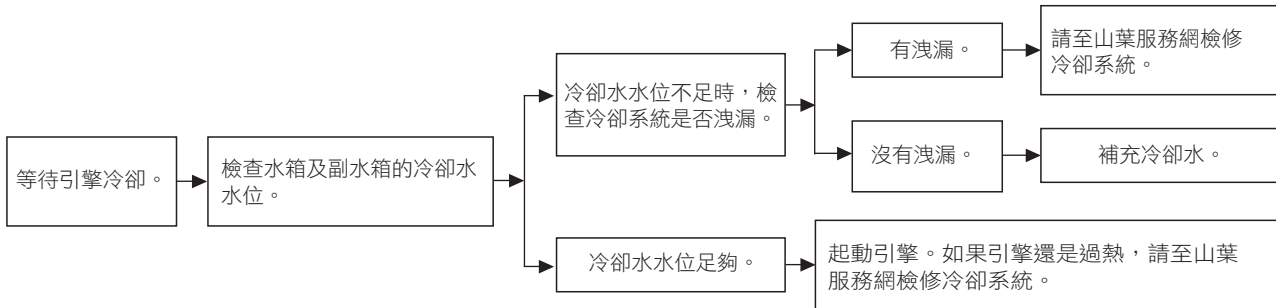 等待引擎冷卻。
檢查水箱及副水箱的冷卻水
水位。
冷卻水水位不足時，檢
查冷卻系統是否洩漏。
有洩漏。
請至山葉服務網檢修
冷卻系統。
沒有洩漏。
補充冷卻水。
冷卻水水位足夠。
起動引擎。如果引擎還是過熱，請至山葉
服務網檢修冷卻系統。